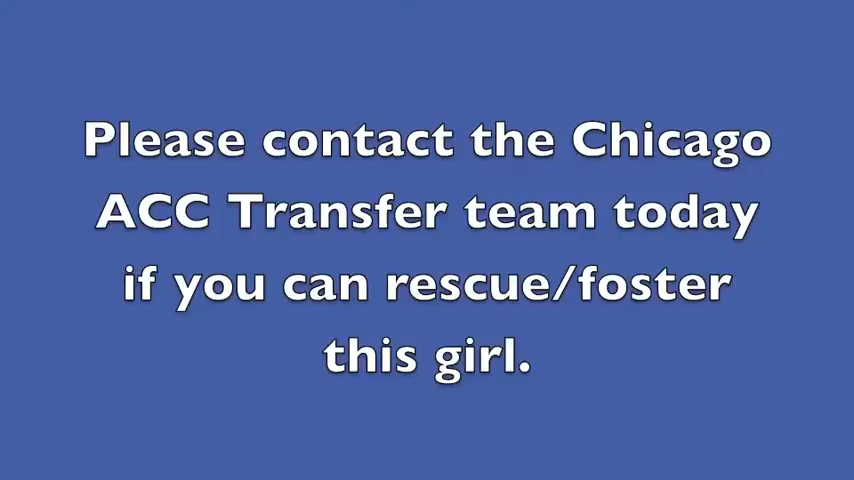 Please contact the Chicago
ACC Transfer team today
if you can rescue/foster
this girl.